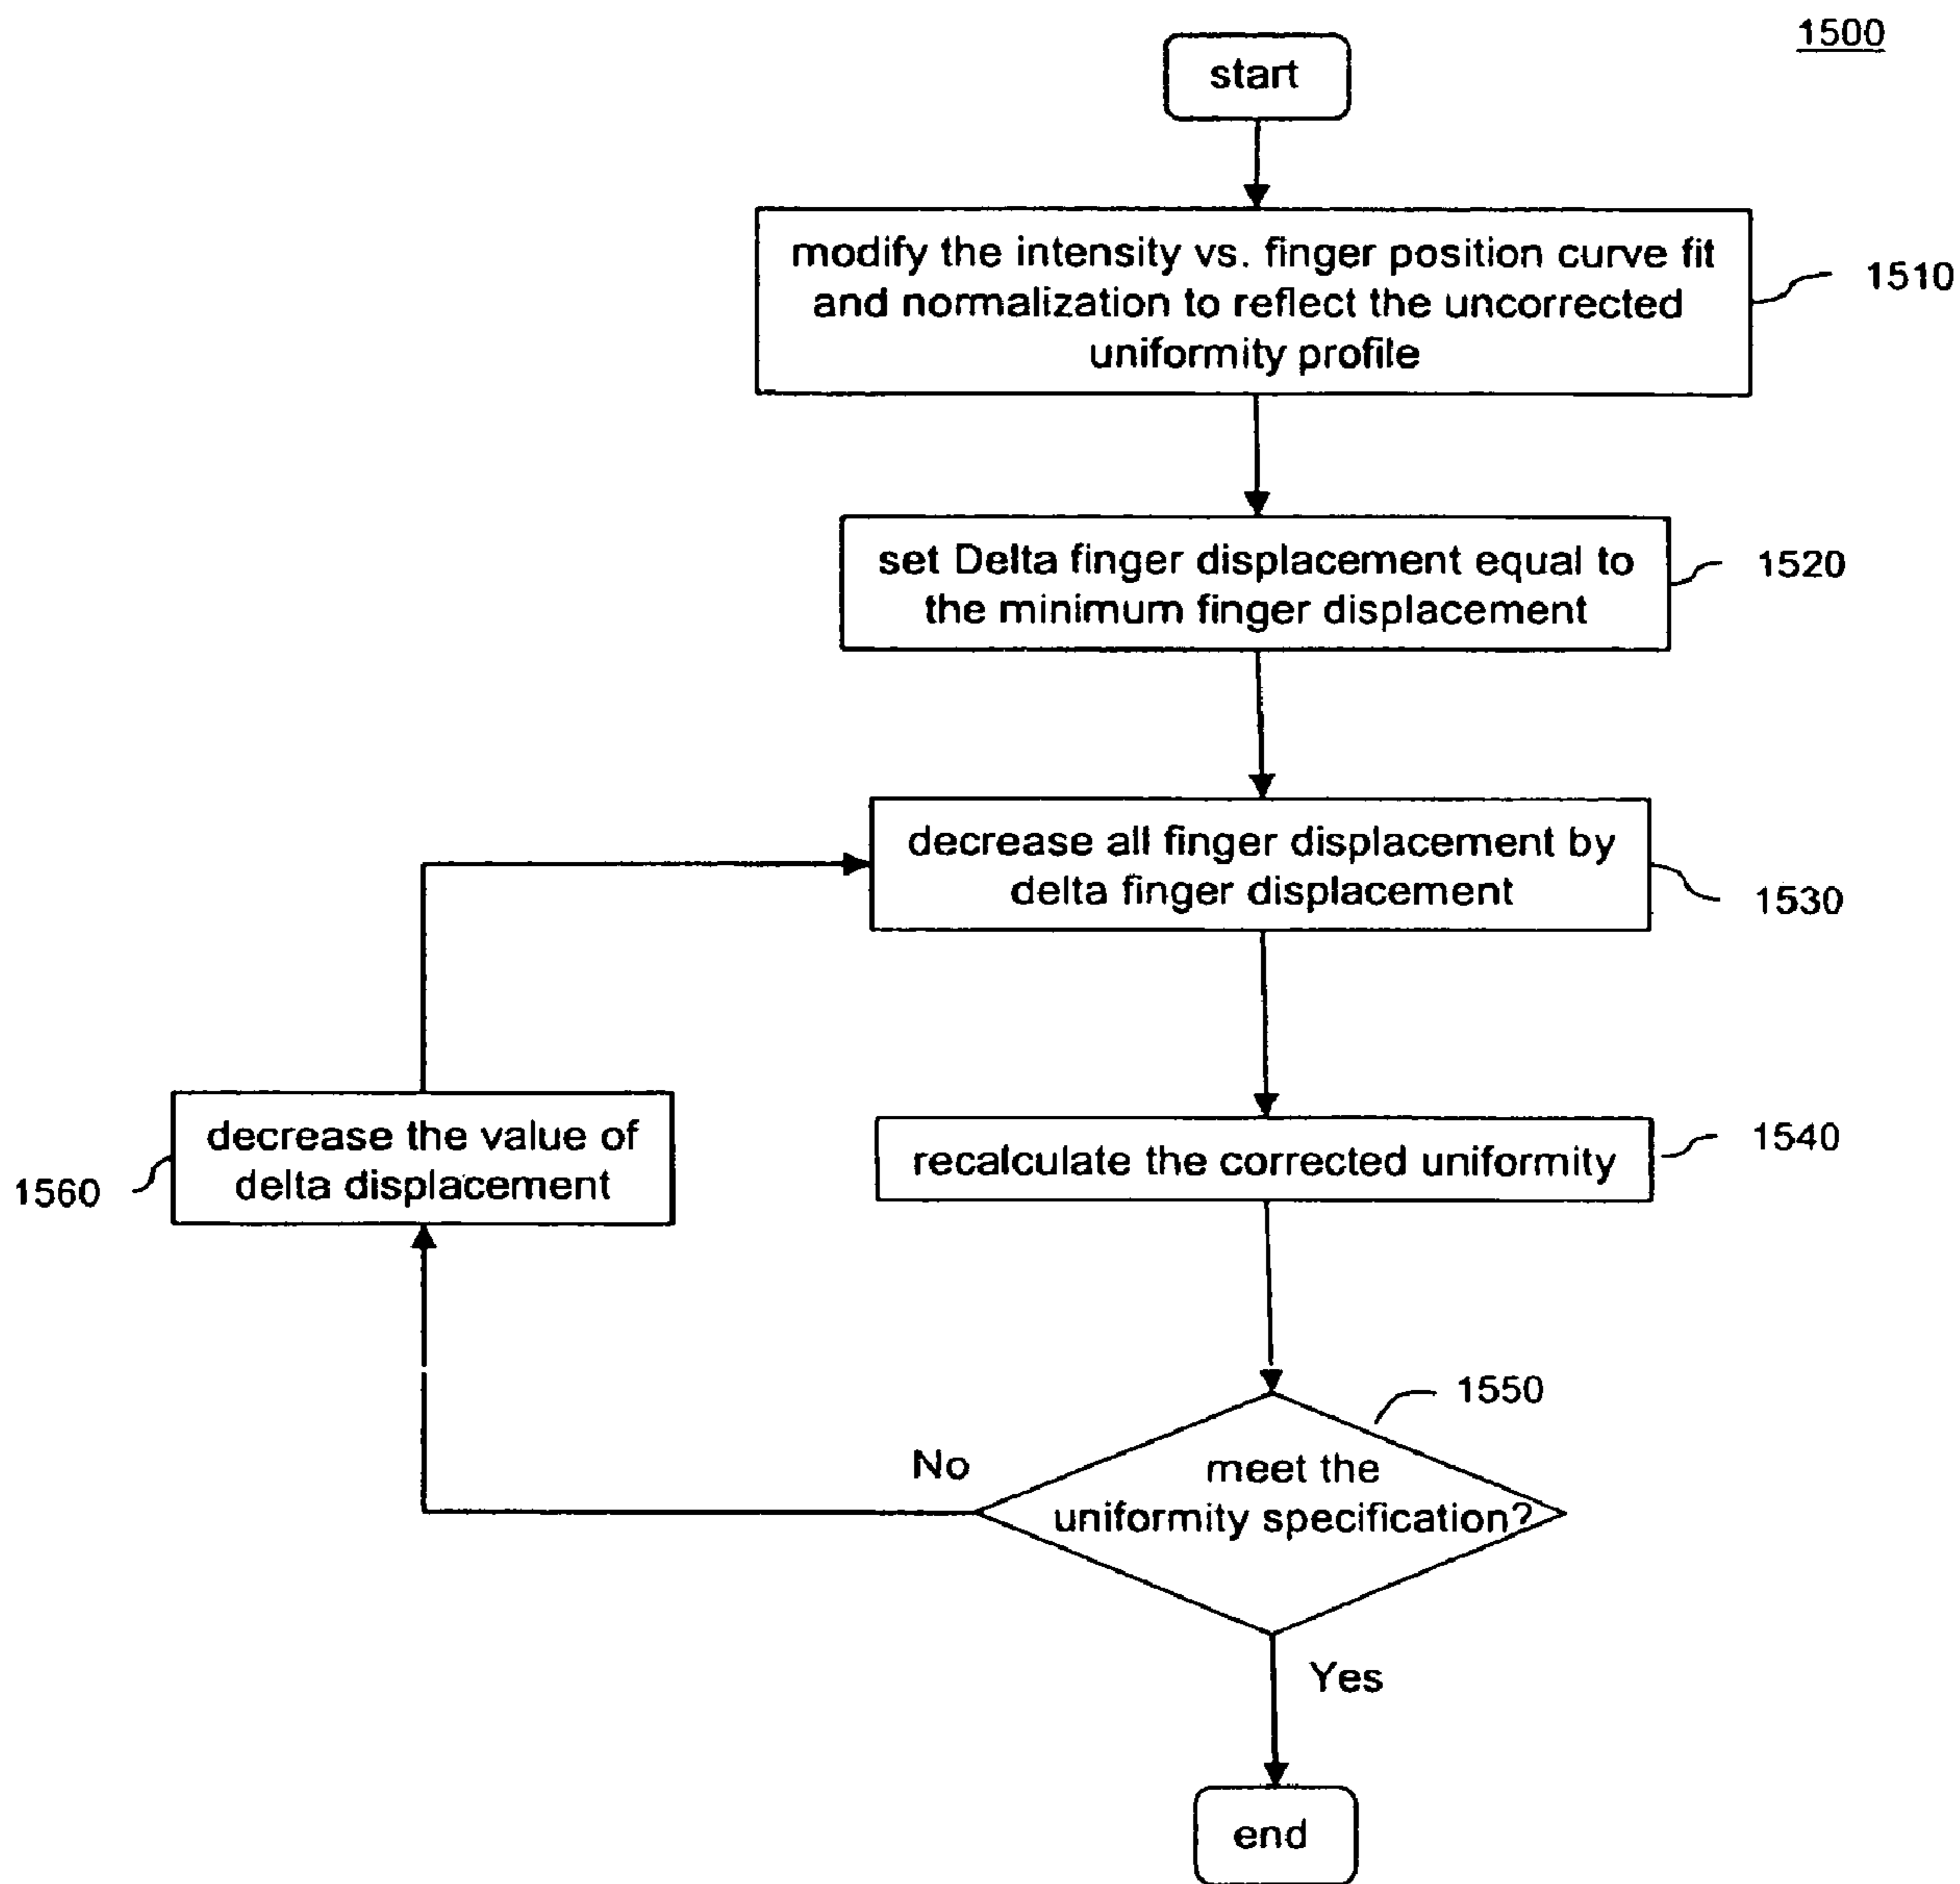 1500
start
modify the intensity vs. finger position curve fit
and normalization to reflect the uncorrected
uniformity profile
1510
set Delta finger displacement equal to
the minimum finger displacement
1520
decrease all finger displacement by
delta finger displacement
1530
decrease the value of
delta displacement
1560
recalculate the corrected uniformity
1540
1550
meet the
uniformity specification?
No
Yes
end